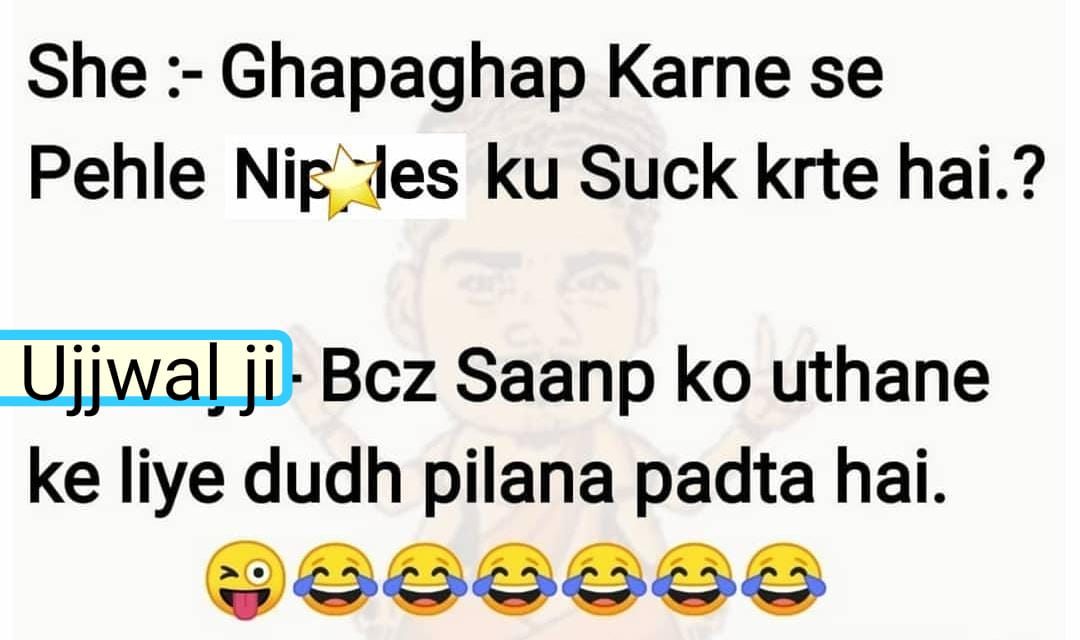 She :- Ghapaghap Karne se
Pehle Nip⭐les ku Suck krte hai.?
Ujjwal ji - Bcz Saanp ko uthane
ke liye dudh pilana padta hai.
😜😂😂😂😂😂😂